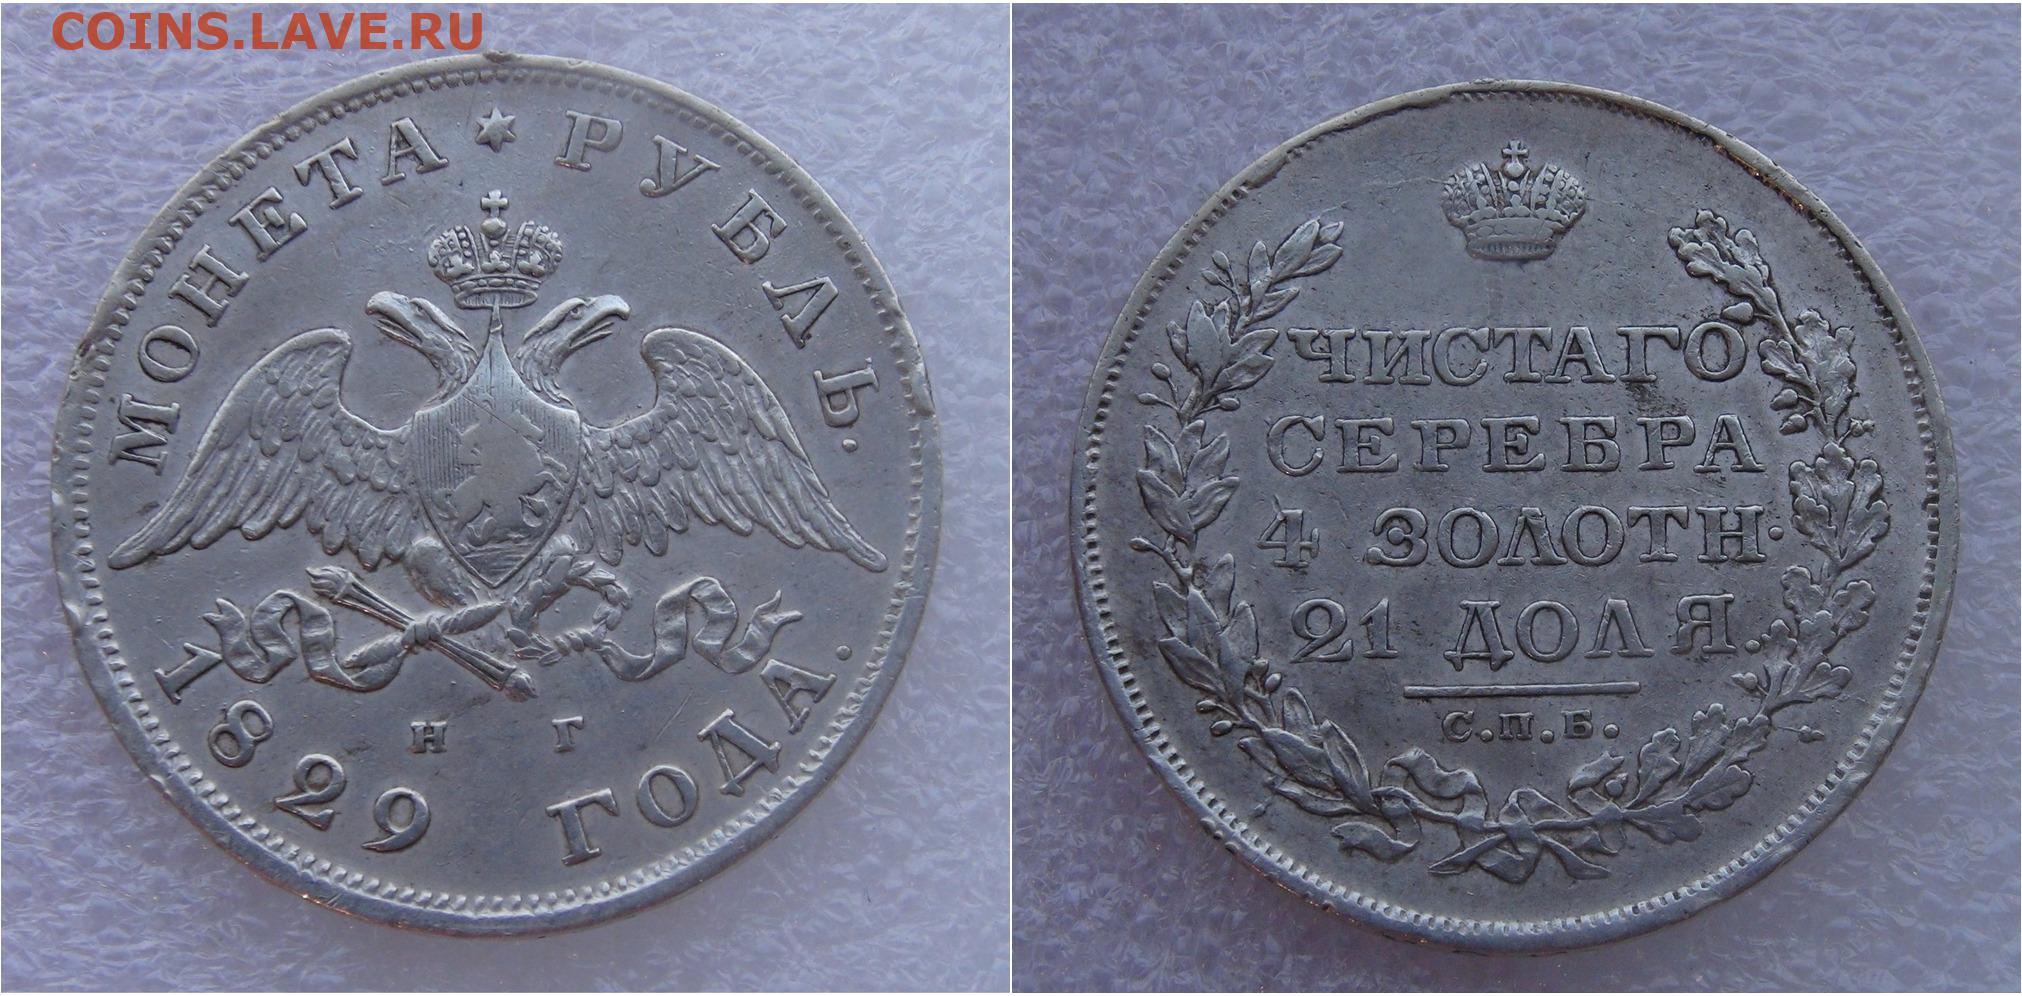 COINS.LAVE.RU
МОНЕТА * РУБЛЬ.
Н Г
1829 ГОДА.
ЧИСТАГО
СЕРЕБРА
4 ЗОЛОТН.
21 ДОЛЯ.
С.П.Б.